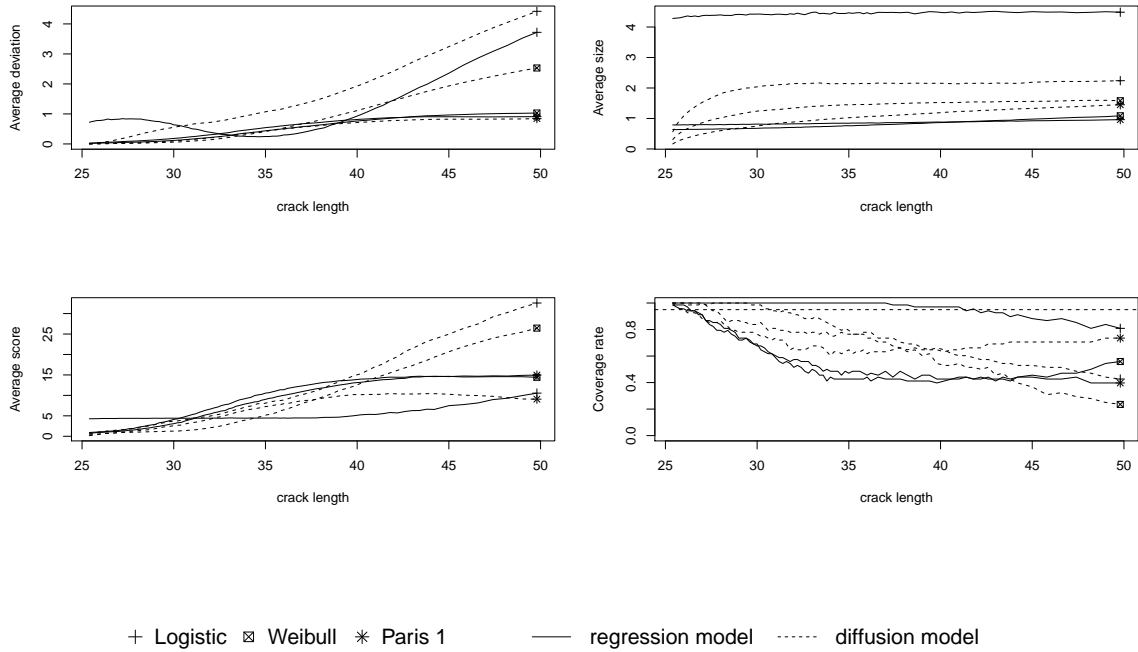 Average deviation
0 1 2 3 4
25 30 35 40 45 50
crack length
Average size
0 1 2 3 4
25 30 35 40 45 50
crack length
Average score
0 5 15 25
25 30 35 40 45 50
crack length
Coverage rate
0.0 0.4 0.8
25 30 35 40 45 50
crack length
Logistic Weibull Paris 1 regression model diffusion model